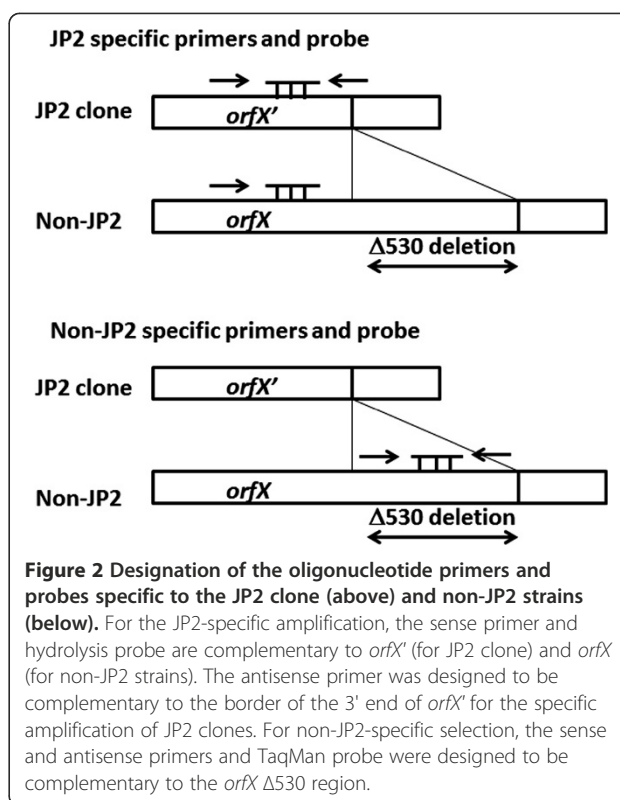 JP2 specific primers and probe
JP2 clone
orfX'
Non-JP2
orfX
Δ530 deletion
Non-JP2 specific primers and probe
JP2 clone
orfX'
Non-JP2
orfX
Δ530 deletion
Figure 2 Designation of the oligonucleotide primers and
probes specific to the JP2 clone (above) and non-JP2 strains
(below). For the JP2-specific amplification, the sense primer and
hydrolysis probe are complementary to orfX' (for JP2 clone) and orfX
(for non-JP2 strains). The antisense primer was designed to be
complementary to the border of the 3' end of orfX' for the specific
amplification of JP2 clones. For non-JP2-specific selection, the sense
and antisense primers and TaqMan probe were designed to be
complementary to the orfX Δ530 region.